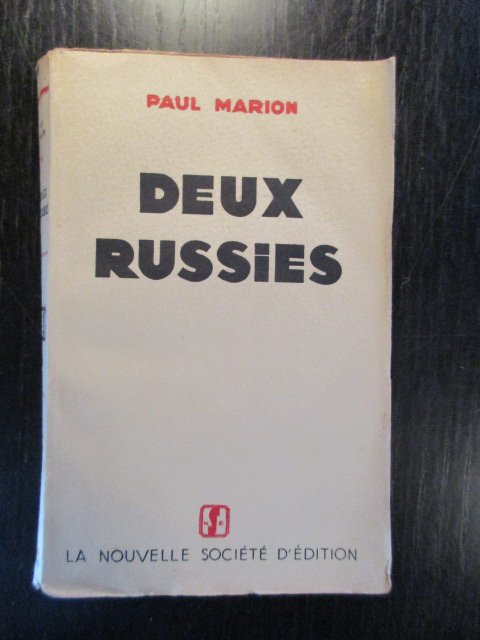 PAUL MARION
DEUX
RUSSiES
LA NOUVELLE SOCIÉTÉ D'ÉDITION